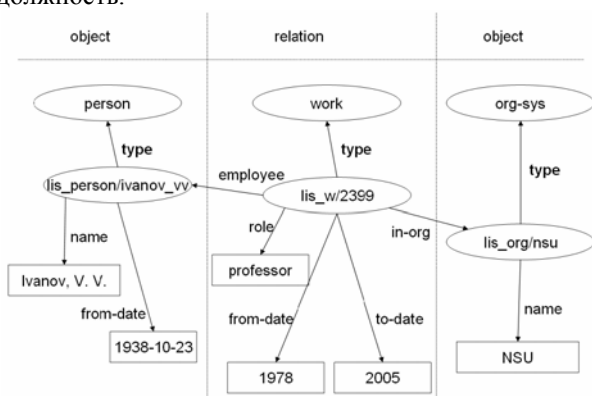 должность.
object relation object
person work org-sys
type type type
employee
lis_person/ivanov_vv lis_w/2399
name role in-org lis_org/nsu
Ivanov, V. V. professor
from-date from-date to-date name
1938-10-23 NSU
1978 2005